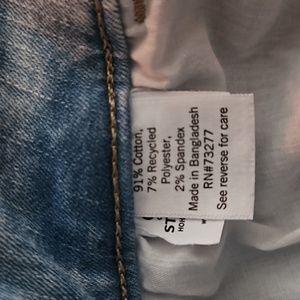 91% Cotton,
7% Recycled
Polyester,
2% Spandex
Made in Bangladesh
RN#73277
See reverse for care